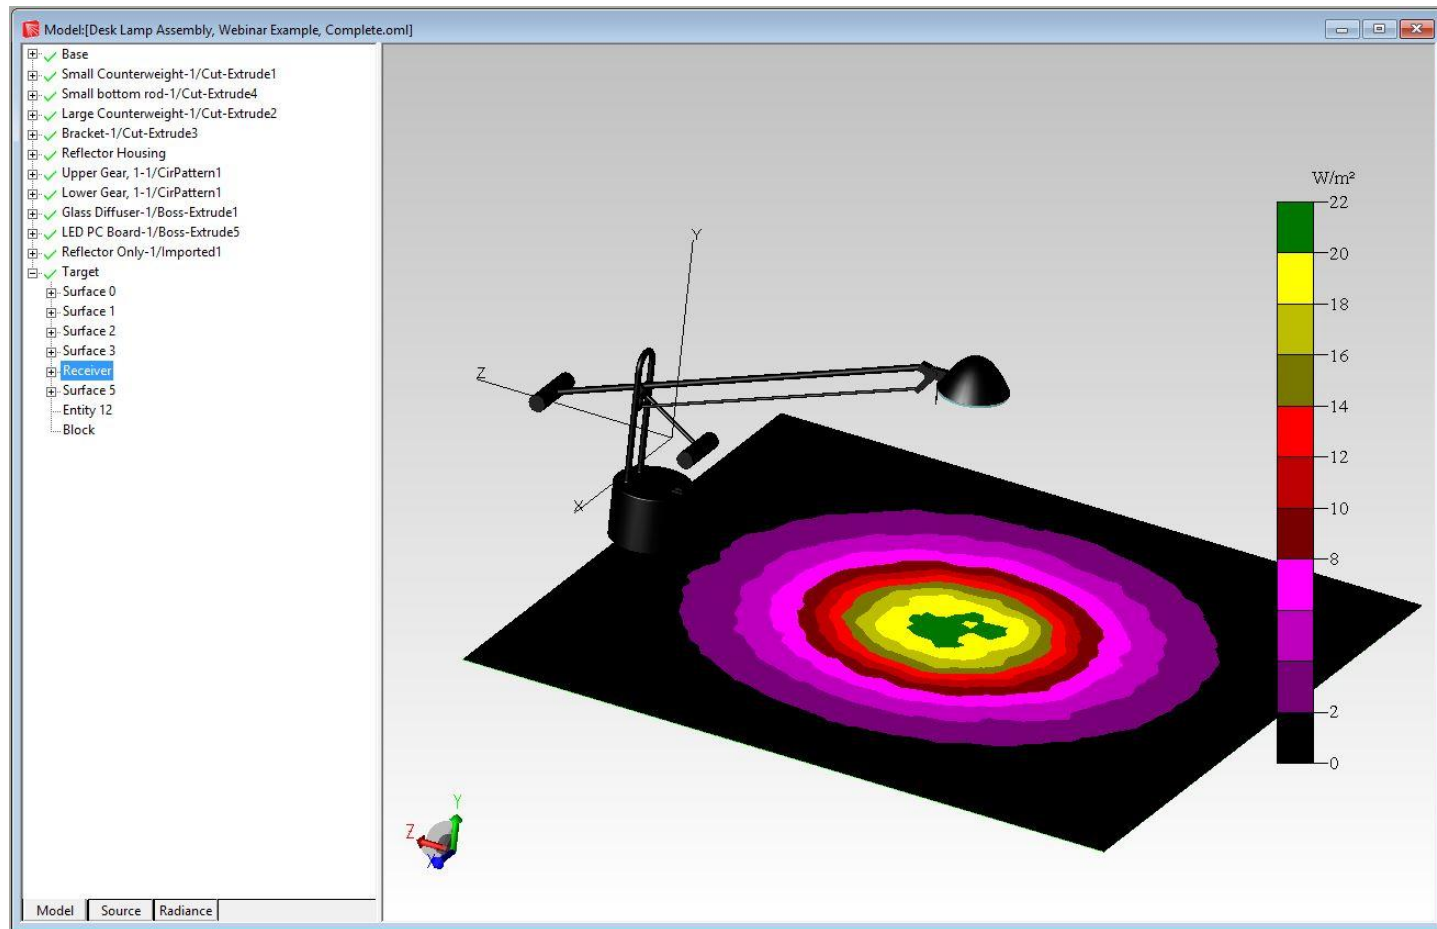 Model:[Desk Lamp Assembly, Webinar Example, Complete.oml]
Base
Small Counterweight-1/Cut-Extrude1
Small bottom rod-1/Cut-Extrude4
Large Counterweight-1/Cut-Extrude2
Bracket-1/Cut-Extrude3
Reflector Housing
Upper Gear, 1-1/CirPattern1
Lower Gear, 1-1/CirPattern1
Glass Diffuser-1/Boss-Extrude1
LED PC Board-1/Boss-Extrude5
Reflector Only-1/Imported1
Target
Surface 0
Surface 1
Surface 2
Surface 3
Receiver
Surface 5
Entity 12
Block
Model Source Radiance
Y
Z
X
W/m²
22
20
18
16
14
12
10
8
2
0
Y
Z
X